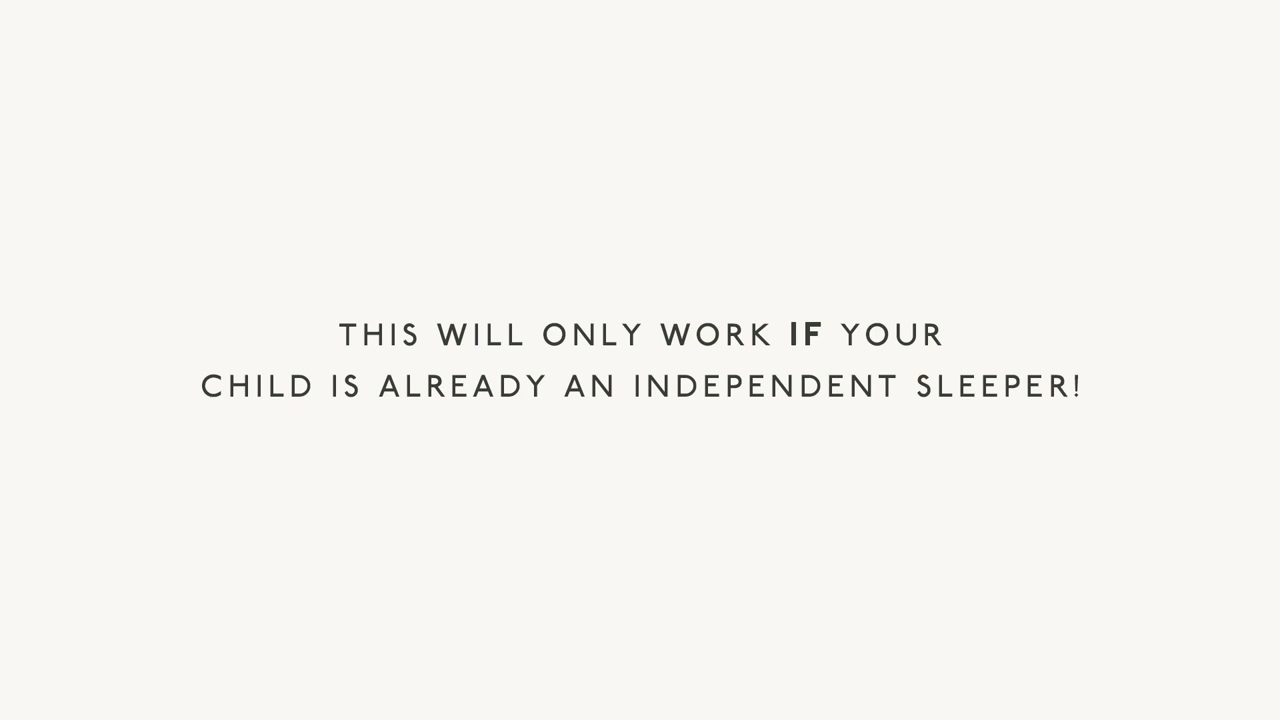 THIS WILL ONLY WORK IF YOUR
CHILD IS ALREADY AN INDEPENDENT SLEEPER!